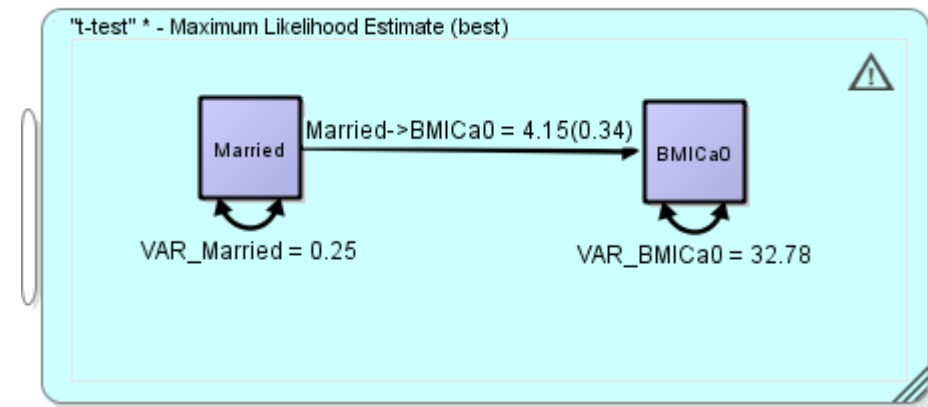 "t-test" * - Maximum Likelihood Estimate (best)
Married->BMICa0 = 4.15(0.34)
Married
BMICa0
VAR_Married = 0.25
VAR_BMICa0 = 32.78